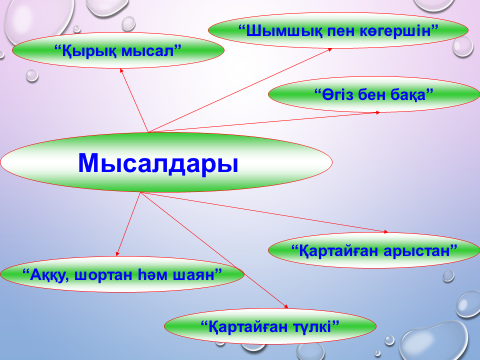 “Шымшық пен көгершін”
“Қырық мысал”
“Өгіз бен бақа”
Мысалдары
“Қартайған арыстан”
“Аққу, шортан һәм шаян”
“Қартайған түлкі”